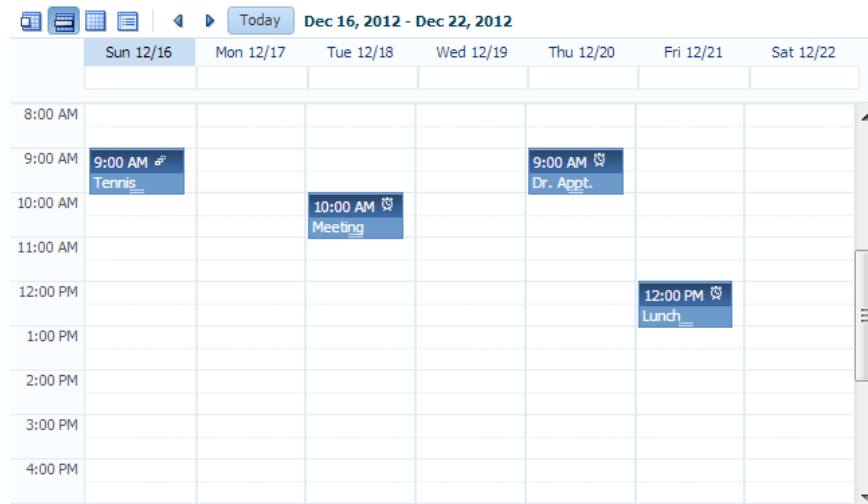 Today Dec 16, 2012 - Dec 22, 2012
Sun 12/16 Mon 12/17 Tue 12/18 Wed 12/19 Thu 12/20 Fri 12/21 Sat 12/22
8:00 AM
9:00 AM 9:00 AM 9:00 AM
Tennis Dr. Appt.
10:00 AM 10:00 AM
Meeting
11:00 AM
12:00 PM 12:00 PM
Lunch
1:00 PM
2:00 PM
3:00 PM
4:00 PM